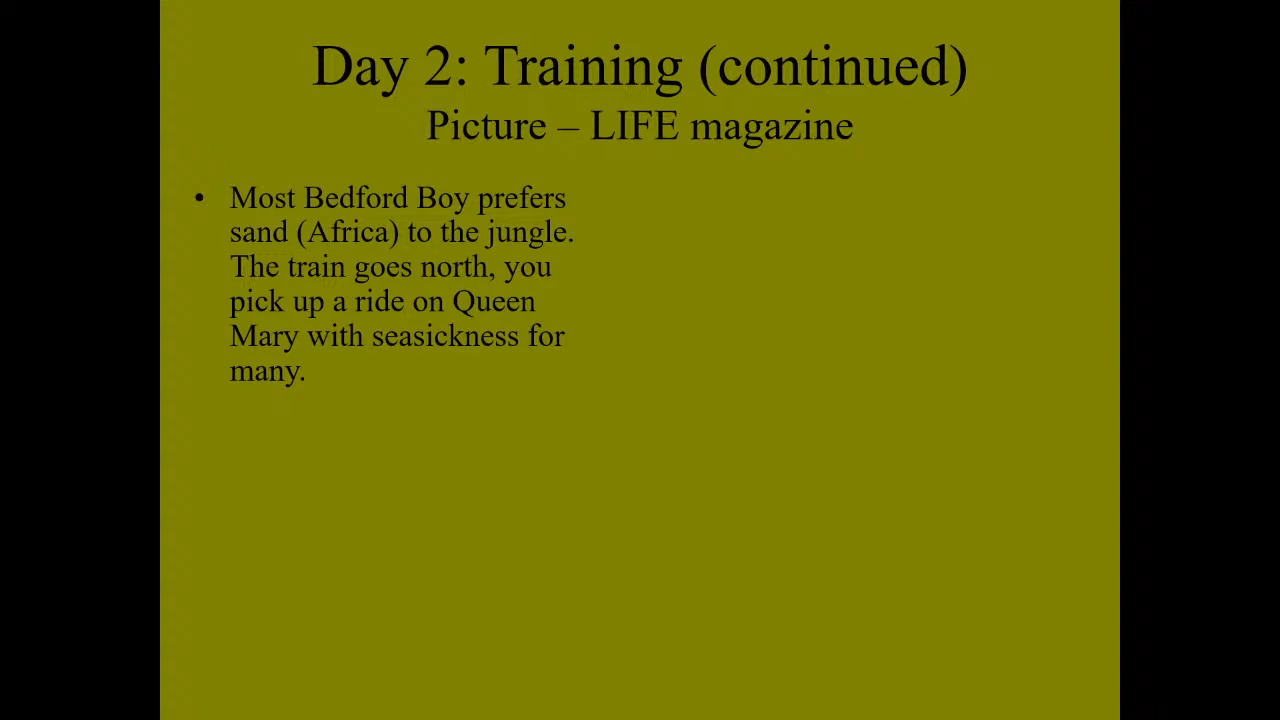 Day 2: Training (continued)
Picture – LIFE magazine
• Most Bedford Boy prefers
sand (Africa) to the jungle.
The train goes north, you
pick up a ride on Queen
Mary with seasickness for
many.